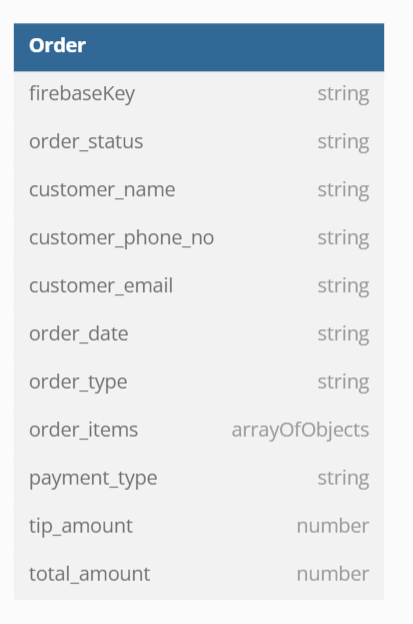 Order
firebaseKey string
order_status string
customer_name string
customer_phone_no string
customer_email string
order_date string
order_type string
order_items arrayOfObjects
payment_type string
tip_amount number
total_amount number